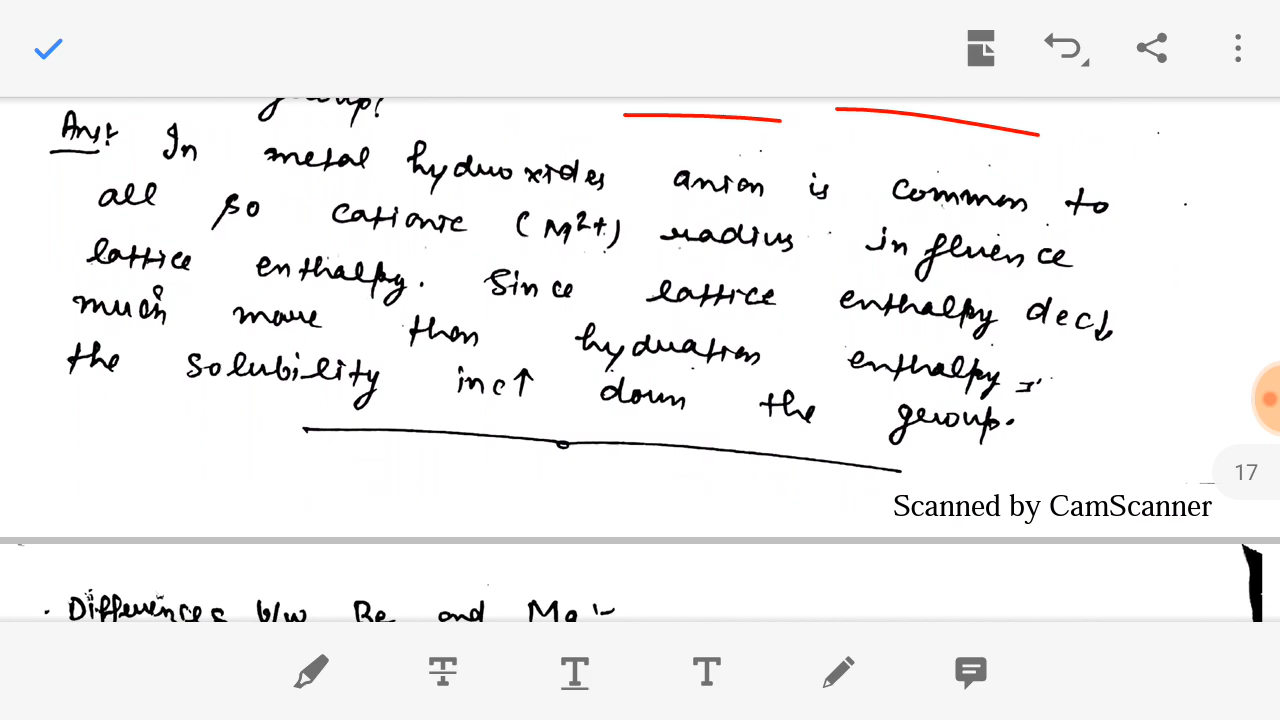 group?
Ans: In metal hydroxides anion is common to
all so cationic (M²⁺) radius influence
lattice enthalpy. Since lattice enthalpy dec↓
much more than hydration enthalpy
the solubility inc↑ down the group.
17
Scanned by CamScanner
• Differences b/w Be and Mg :-